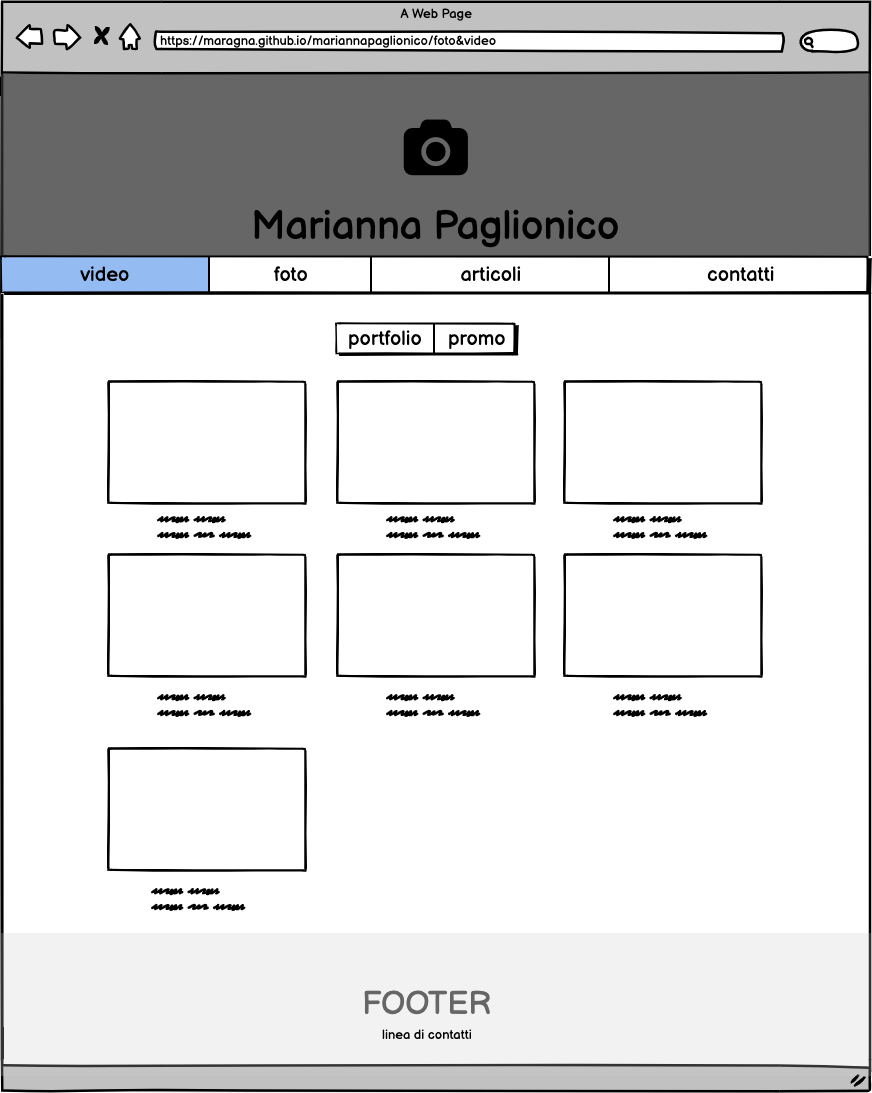 A Web Page
https://maragna.github.io/mariannapaglionico/foto&video
Marianna Paglionico
video foto articoli contatti
portfolio promo
FOOTER
linea di contatti